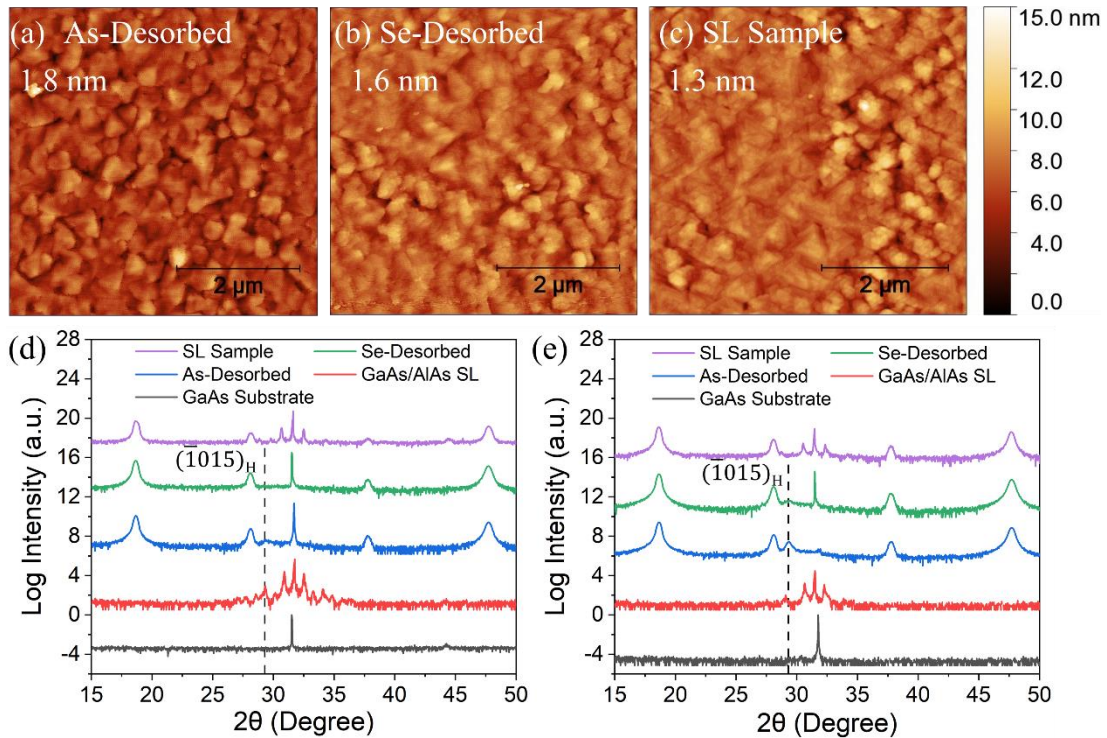 (a) As-Desorbed
1.8 nm
2 μm
(b) Se-Desorbed
1.6 nm
2 μm
(c) SL Sample
1.3 nm
2 μm
15.0 nm
12.0
10.0
8.0
6.0
4.0
0.0
(d)
SL Sample
Se-Desorbed
As-Desorbed
GaAs/AlAs SL
GaAs Substrate
(1̅015)H
Log Intensity (a.u.)
28
24
20
16
12
8
4
0
-4
15 20 25 30 35 40 45 50
2θ (Degree)
(e)
SL Sample
Se-Desorbed
As-Desorbed
GaAs/AlAs SL
GaAs Substrate
(1̅015)H
Log Intensity (a.u.)
28
24
20
16
12
8
4
0
-4
15 20 25 30 35 40 45 50
2θ (Degree)